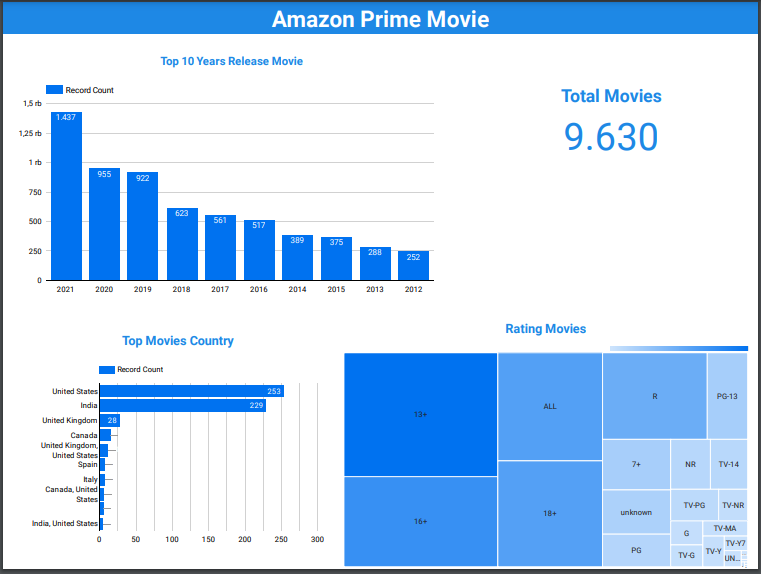 Amazon Prime Movie
Top 10 Years Release Movie
Record Count
1,5 rb
1,25 rb
1 rb
750
500
250
0
1.437
955
922
623
561
517
389
375
288
252
2021
2020
2019
2018
2017
2016
2014
2015
2013
2012
Total Movies
9.630
Top Movies Country
Record Count
United States
India
United Kingdom
Canada
United Kingdom,
United States
Spain
Italy
Canada, United
States
India, United States
253
229
28
0
50
100
150
200
250
300
Rating Movies
13+
16+
ALL
18+
R
PG-13
7+
NR
TV-14
unknown
TV-PG
TV-NR
PG
G
TV-MA
TV-G
TV-Y
TV-Y7
UN...